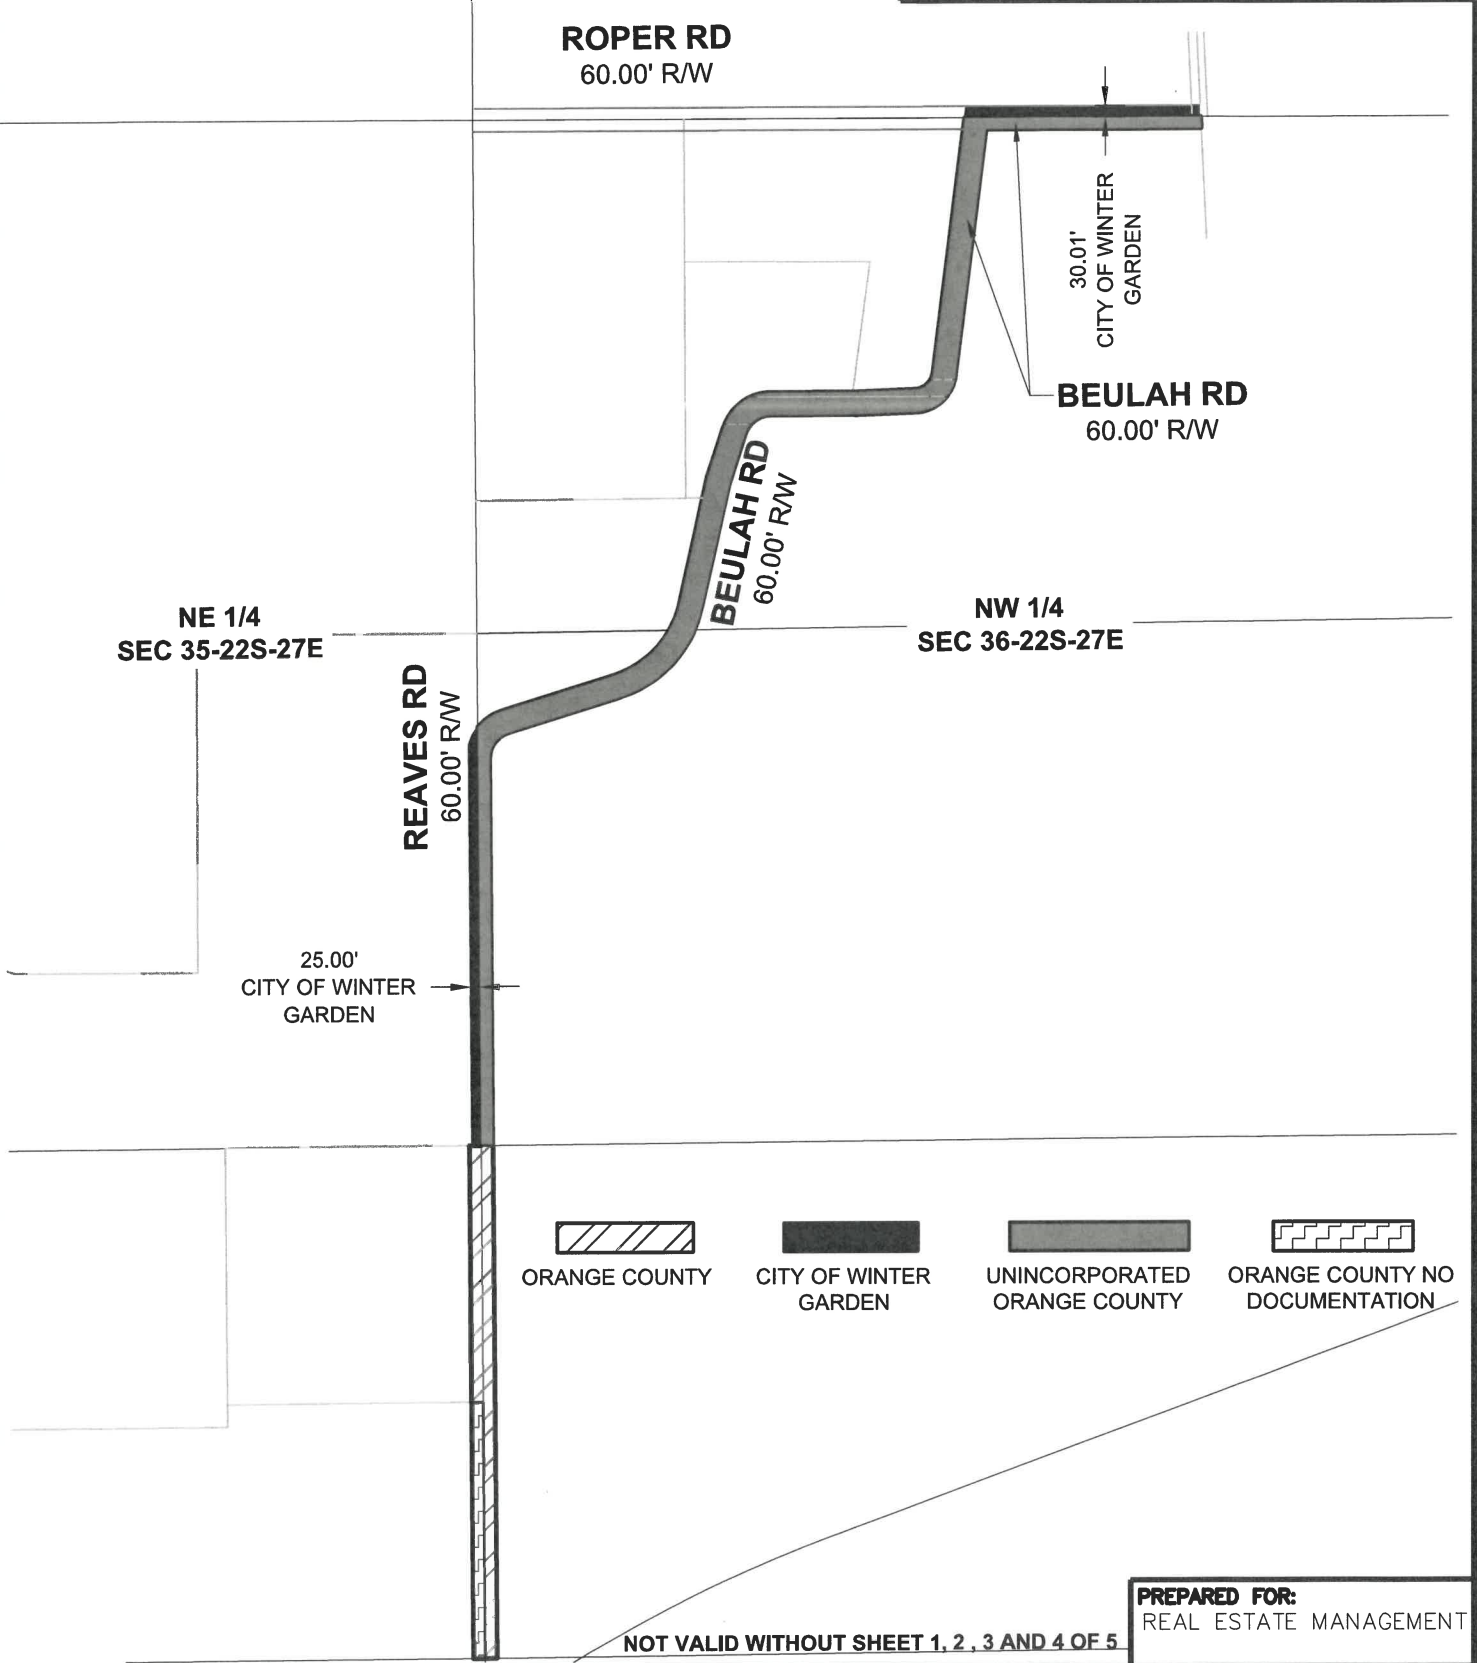 ROPER RD
60.00' R/W
30.01'
CITY OF WINTER
GARDEN
BEULAH RD
60.00' R/W
BEULAH RD
60.00' R/W
NE 1/4
SEC 35-22S-27E
NW 1/4
SEC 36-22S-27E
REAVES RD
60.00' R/W
25.00'
CITY OF WINTER
GARDEN
ORANGE COUNTY
CITY OF WINTER
GARDEN
UNINCORPORATED
ORANGE COUNTY
ORANGE COUNTY NO
DOCUMENTATION
PREPARED FOR:
REAL ESTATE MANAGEMENT
NOT VALID WITHOUT SHEET 1, 2 , 3 AND 4 OF 5